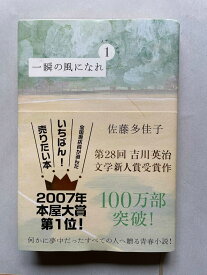 1
一瞬の風になれ
佐藤多佳子
第28回 吉川英治
文学新人賞受賞作
100万部
突破!
全国書店員が選んだ
いちばん!
売りたい本
2007年
本屋大賞
第1位!
何かに夢中だったすべての人へ贈る青春小説!